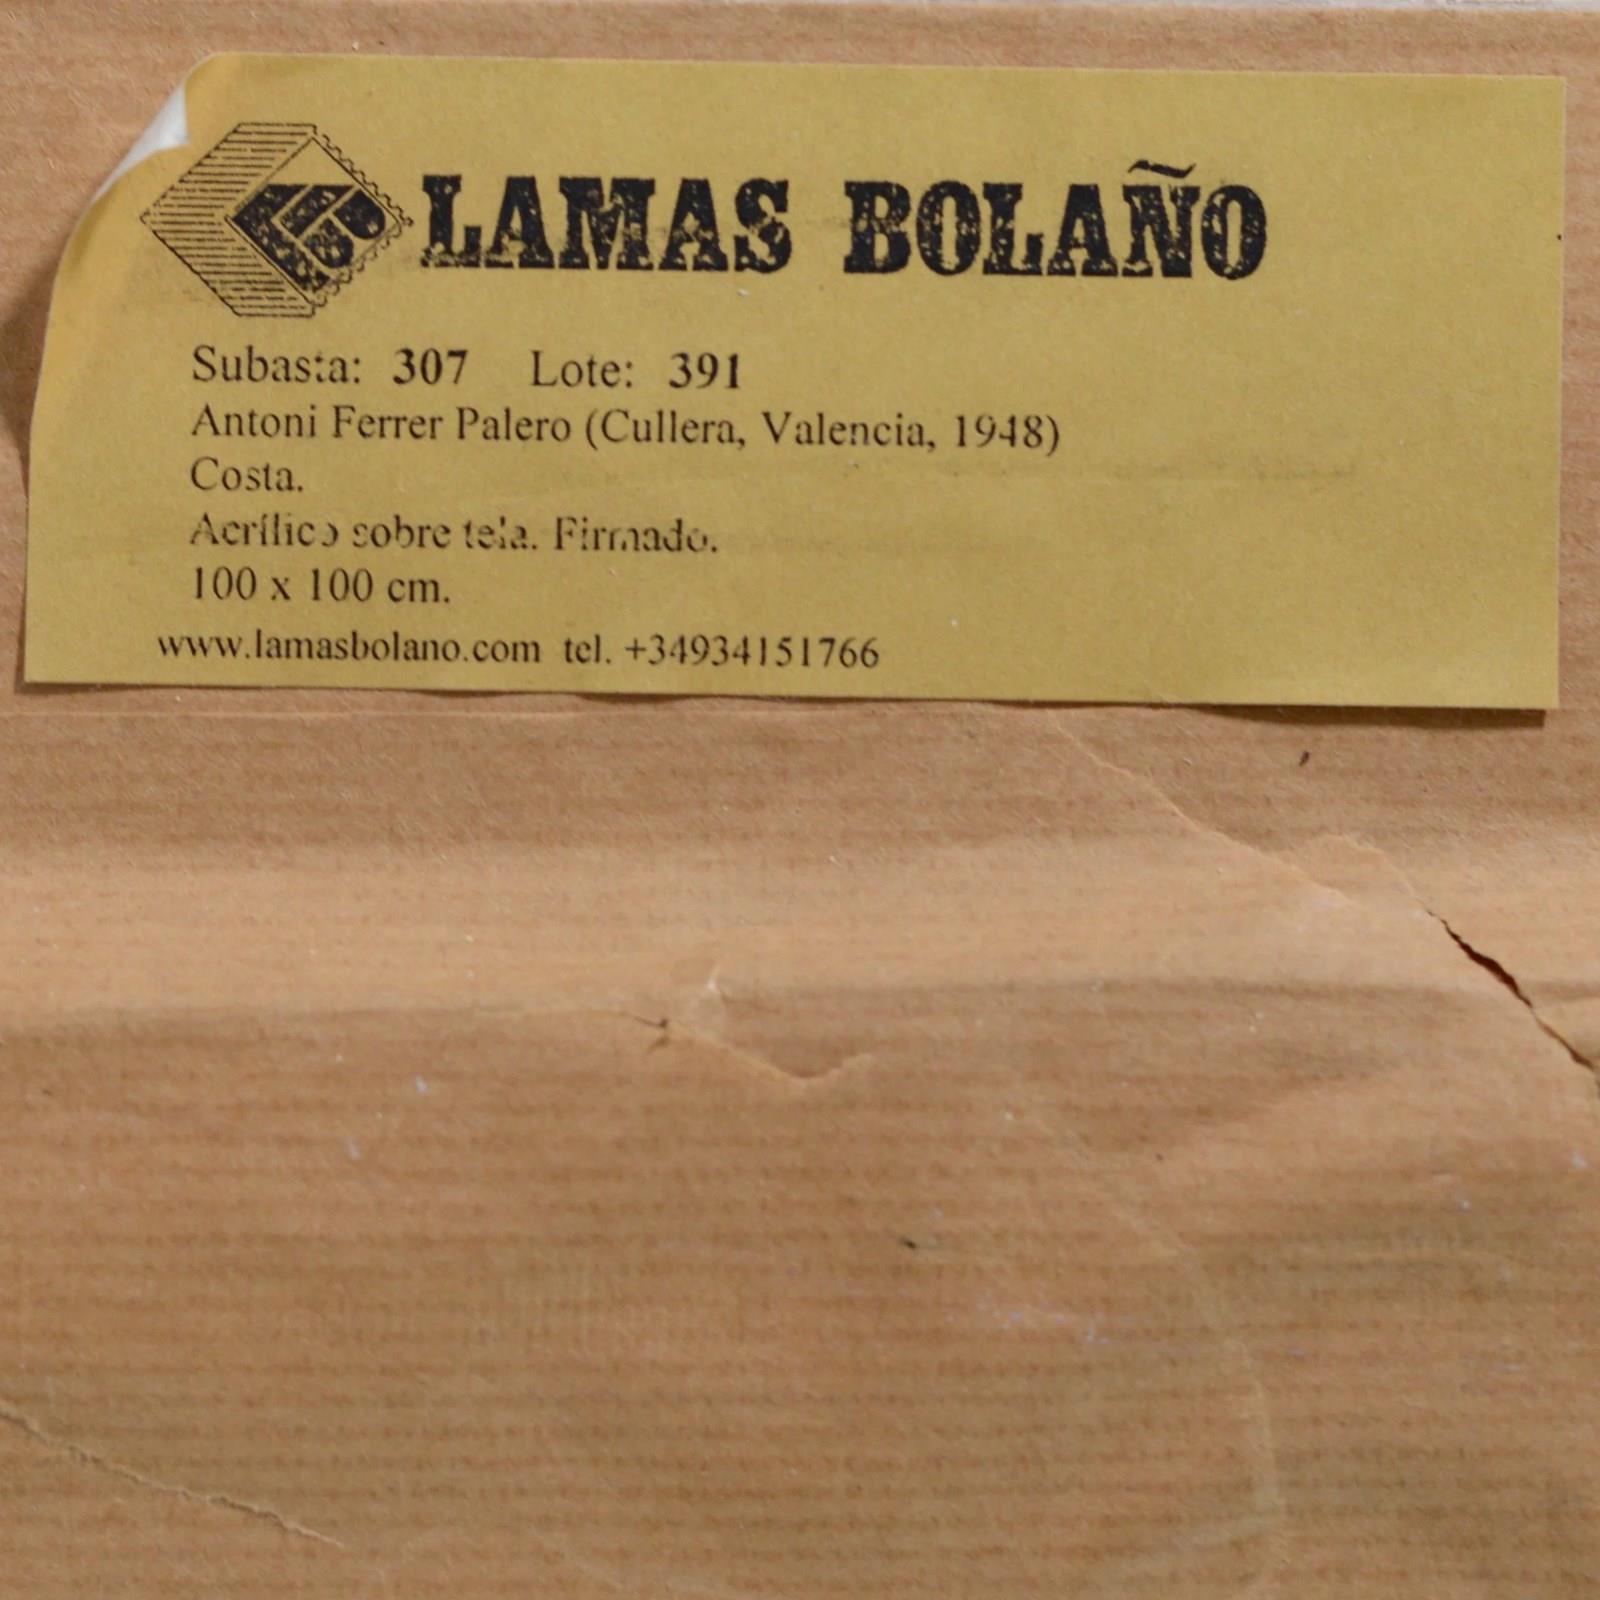 LAMAS BOLAÑO
Subasta: 307 Lote: 391
Antoni Ferrer Palero (Cullera, Valencia, 1948)
Costa.
Acrílico sobre tela. Firmado.
100 x 100 cm.
www.lamasbolano.com tel. +34934151766